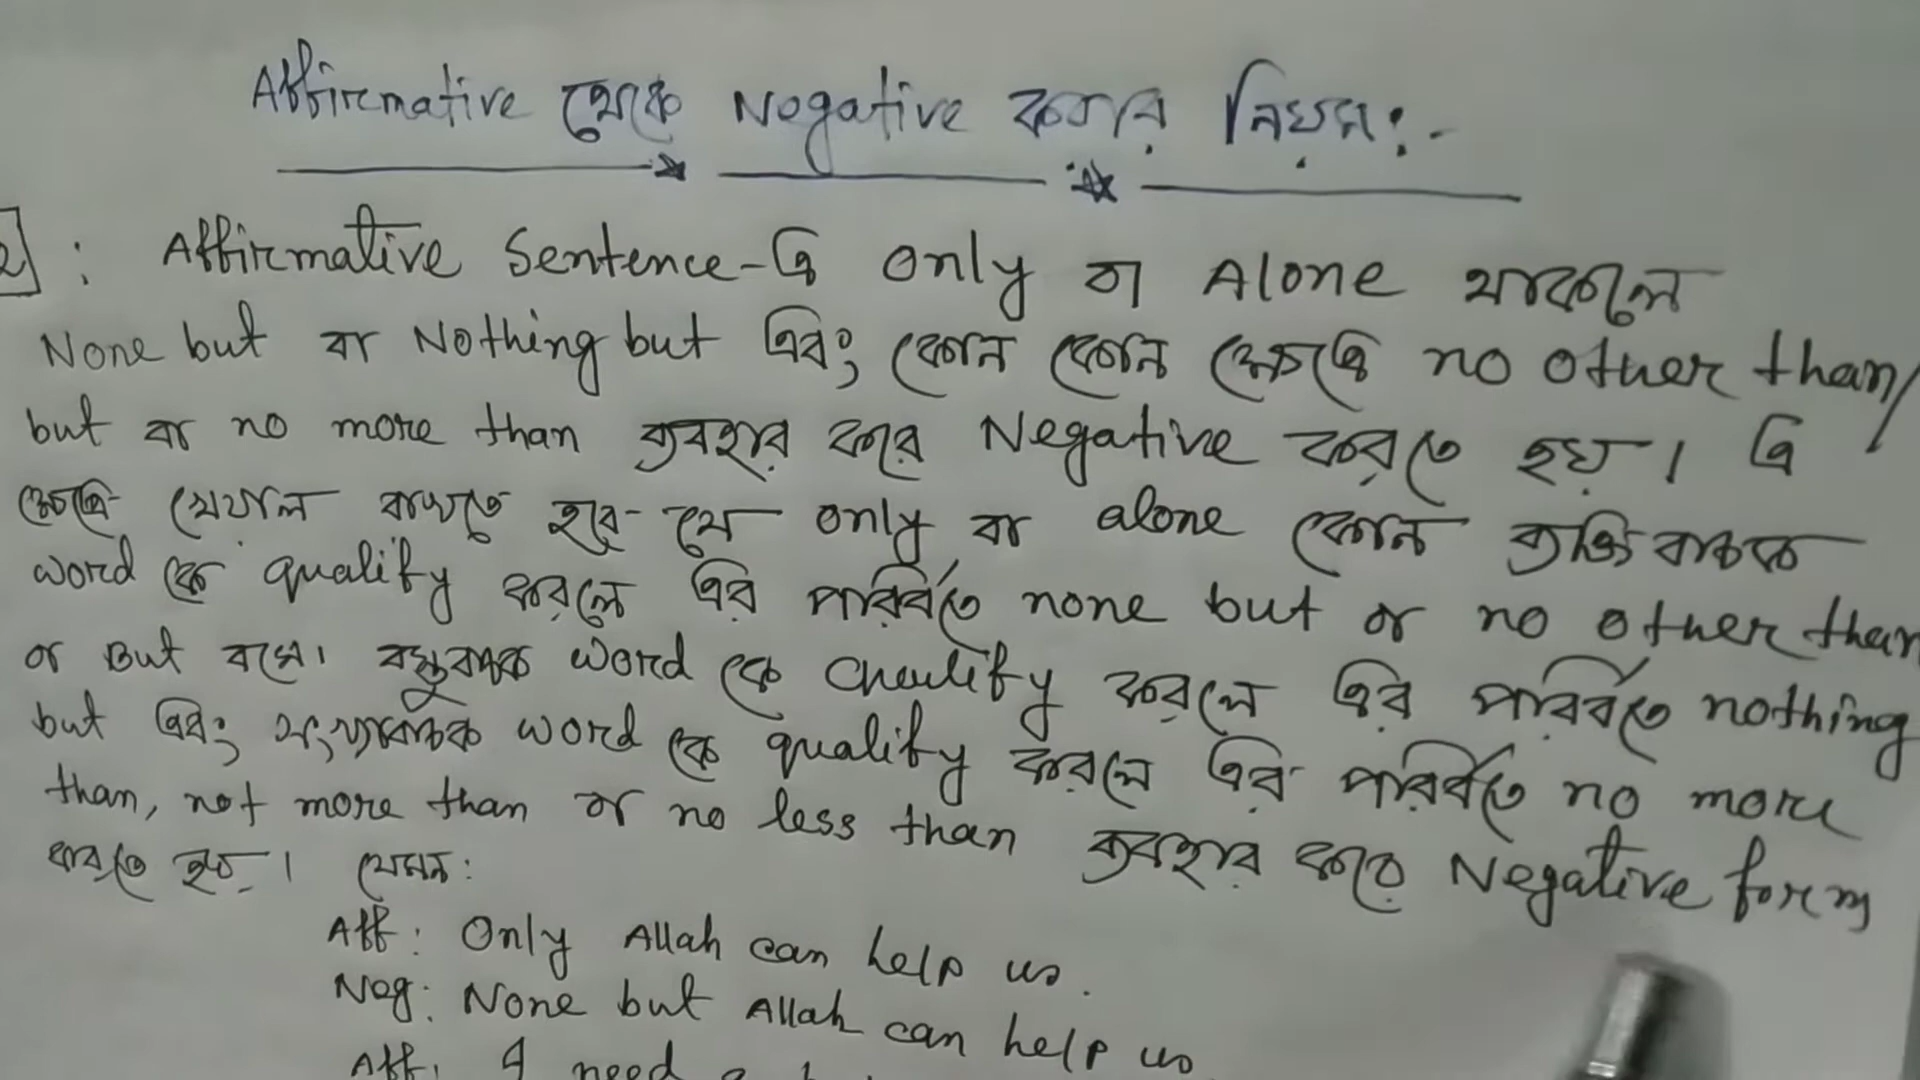 Affirmative থেকে Negative করার নিয়ম:-
2]: Affirmative Sentence-এ only বা Alone থাকলে
None but বা Nothing but এবং কোন কোন ক্ষেত্রে no other than/
but বা no more than ব্যবহার করে Negative করতে হয়। এ
ক্ষেত্রে খেয়াল রাখতে হবে যে only বা alone কোন ব্যক্তি বাচক
word কে qualify করলে এর পরিবর্তে none but or no other than
or But বসে। বস্তুবাচক word কে করলে এর পরিবর্তে nothing
but এবং সংখ্যাবাচক word কে qualify করলে এর পরিবর্তে no more
than, not more than or no less than ব্যবহার করে Negative form
করতে হয়। যেমন:
Aff: Only Allah can help us.
Neg: None but Allah can help us
Aff: I need